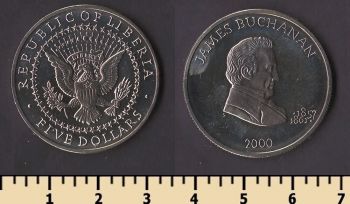 REPUBLIC OF LIBERIA
FIVE DOLLARS
JAMES BUCHANAN
2000
1 2 3 4 5 6 7